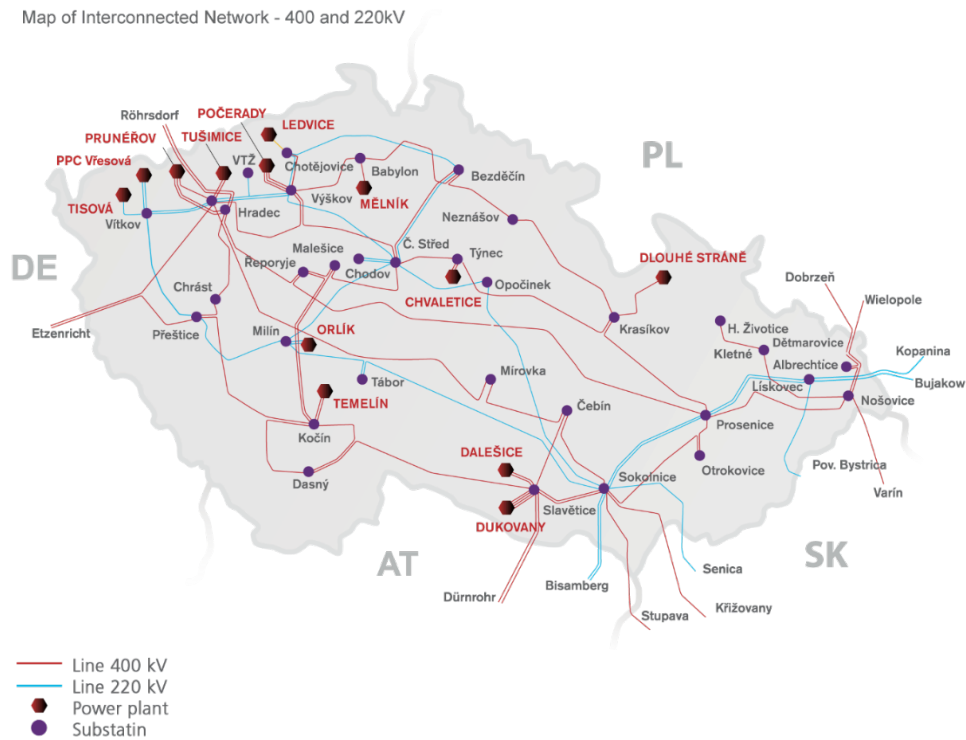 Map of Interconnected Network - 400 and 220kV
Röhrsdorf
POČERADY
LEDVICE
PRUNÉŘOV
TUŠIMICE
PPC Vřesová
VTŽ
Chotějovice
Babylon
Bezděčín
PL
TISOVÁ
Výškov
MĚLNÍK
Hradec
Vítkov
Neznášov
Malešice
Č. Střed
Týnec
DE
Řeporyje
Chodov
DLOUHÉ STRÁNĚ
Opočinek
Dobrzeń
Chrást
CHVALETICE
Wielopole
Etzenricht
Přeštice
Milín
ORLÍK
Krasíkov
H. Životice
Dětmarovice
Kletné
Kopanina
Albrechtice
Mírovka
Tábor
Lískovec
Bujakow
TEMELÍN
Čebín
Nošovice
Prosenice
Kočín
DALEŠICE
Otrokovice
Dasný
Sokolnice
Pov. Bystrica
Varín
Slavětice
DUKOVANY
AT
SK
Senica
Dürnrohr
Bisamberg
Stupava
Křižovany
Line 400 kV
Line 220 kV
Power plant
Substatin